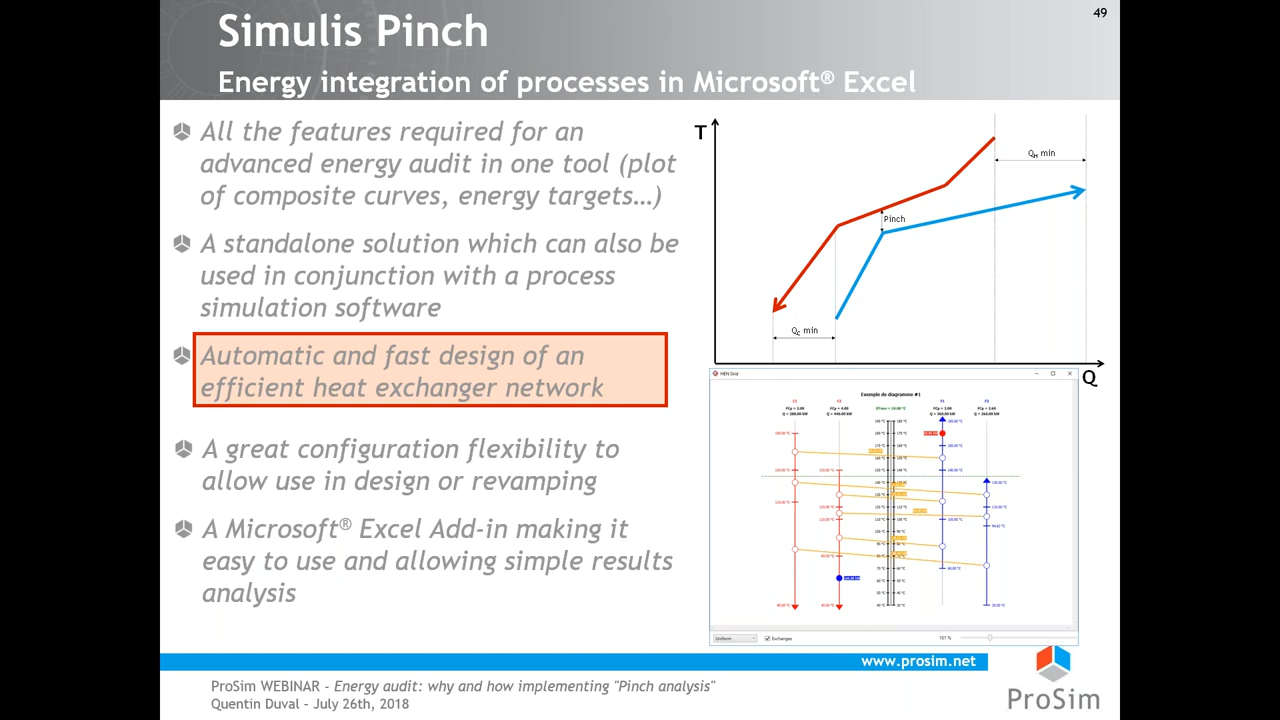 49
Simulis Pinch
Energy integration of processes in Microsoft® Excel
All the features required for an
advanced energy audit in one tool (plot
of composite curves, energy targets…)
A standalone solution which can also be
used in conjunction with a process
simulation software
Automatic and fast design of an
efficient heat exchanger network
A great configuration flexibility to
allow use in design or revamping
A Microsoft® Excel Add-in making it
easy to use and allowing simple results
analysis
T
QH min
Pinch
QC min
Q
HEN Grid
Exemple de diagramme #1
Uniform
Exchanges
www.prosim.net
ProSim WEBINAR - Energy audit: why and how implementing "Pinch analysis"
Quentin Duval – July 26th, 2018
ProSim